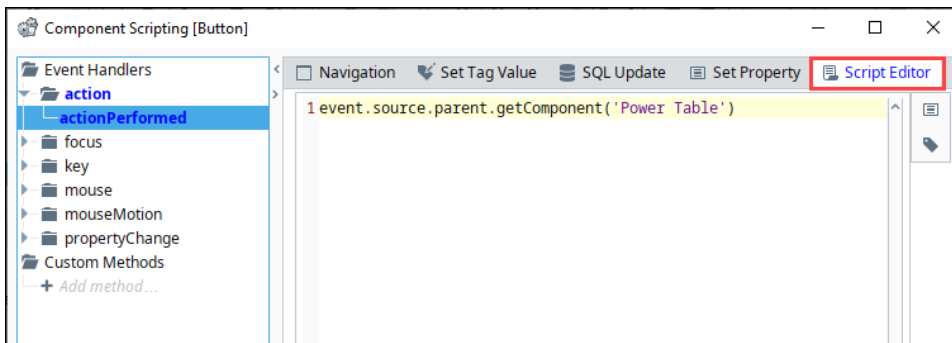 Component Scripting [Button]
Event Handlers
action
actionPerformed
focus
key
mouse
mouseMotion
propertyChange
Custom Methods
Add method...
Navigation Set Tag Value SQL Update Set Property Script Editor
1 event.source.parent.getComponent('Power Table')